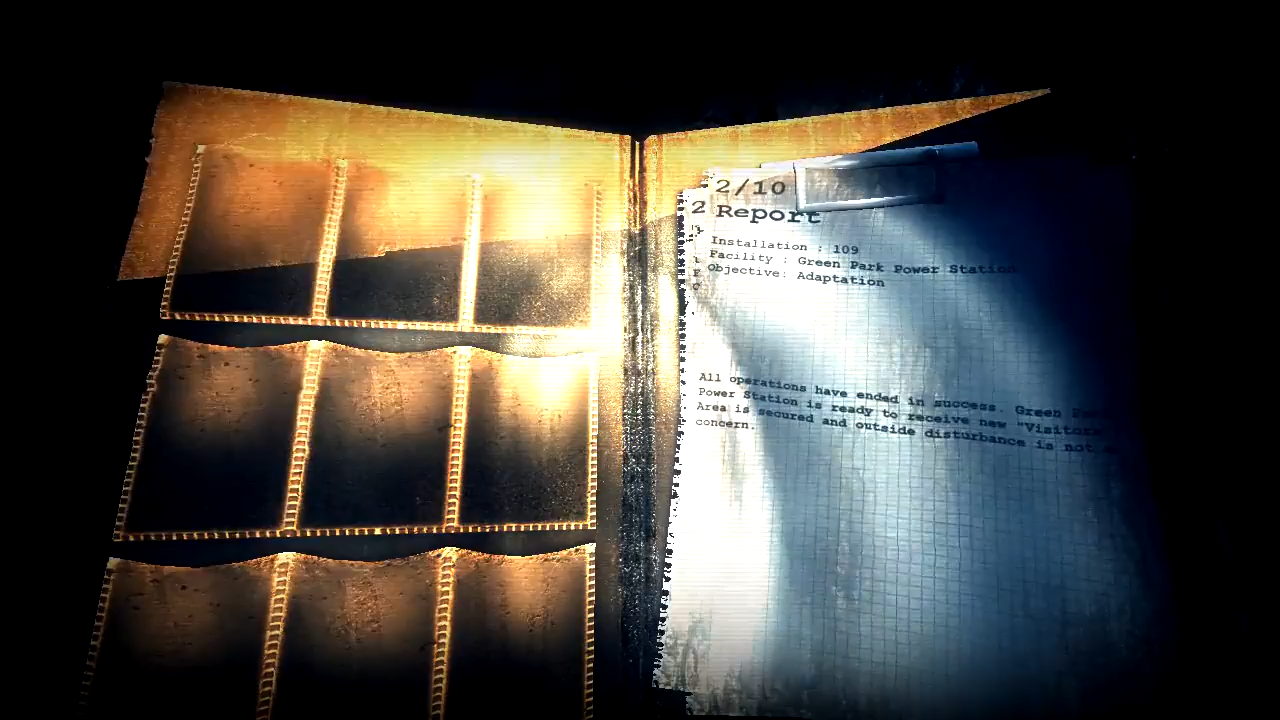 2/10
2 Report
Installation : 109
Facility : Green Park Power Station
Objective: Adaptation
All operations have ended in success. Green
Power Station is ready to receive new "Visitors
Area is secured and outside disturbance is not
concern.